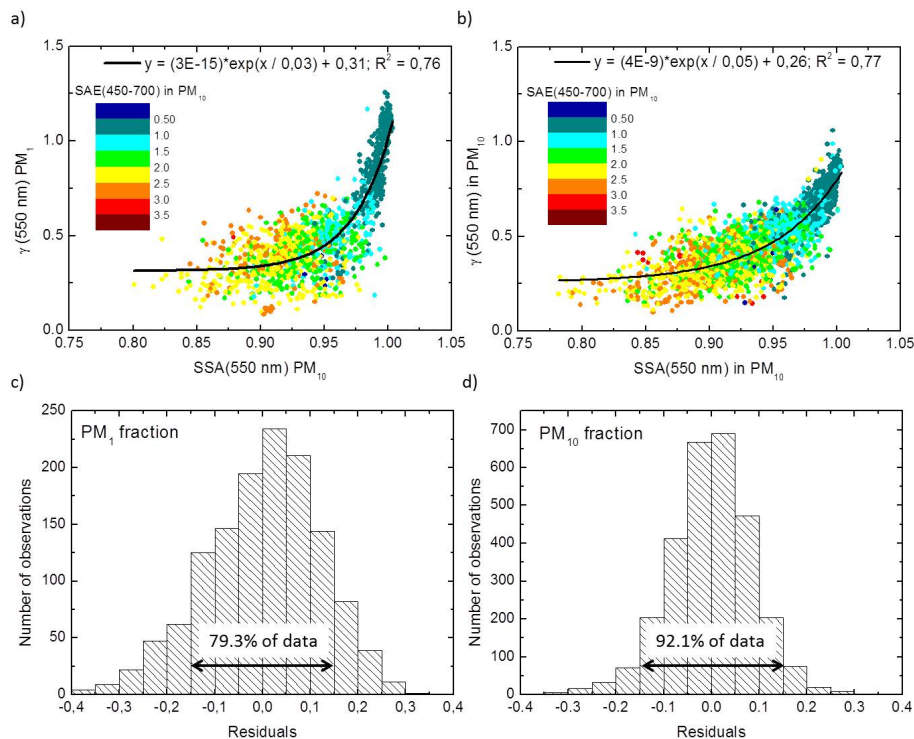 a)
y = (3E-15)*exp(x / 0,03) + 0,31; R² = 0,76
SAE(450-700) in PM₁₀
0.50
1.0
1.5
2.0
2.5
3.0
3.5
1.5
1.0
0.5
0.0
γ (550 nm) PM₁
0.75 0.80 0.85 0.90 0.95 1.00 1.05
SSA(550 nm) PM₁₀
b)
y = (4E-9)*exp(x / 0,05) + 0,26; R² = 0,77
SAE(450-700) in PM₁₀
0.50
1.0
1.5
2.0
2.5
3.0
3.5
1.5
1.0
0.5
0.0
γ (550 nm) in PM₁₀
0.75 0.80 0.85 0.90 0.95 1.00 1.05
SSA(550 nm) in PM₁₀
c)
PM₁ fraction
250
200
150
100
50
0
Number of observations
79.3% of data
-0,4 -0,3 -0,2 -0,1 0,0 0,1 0,2 0,3 0,4
Residuals
d)
PM₁₀ fraction
700
600
500
400
300
200
100
0
Number of observations
92.1% of data
-0.4 -0.3 -0.2 -0.1 0.0 0.1 0.2 0.3 0.4
Residuals